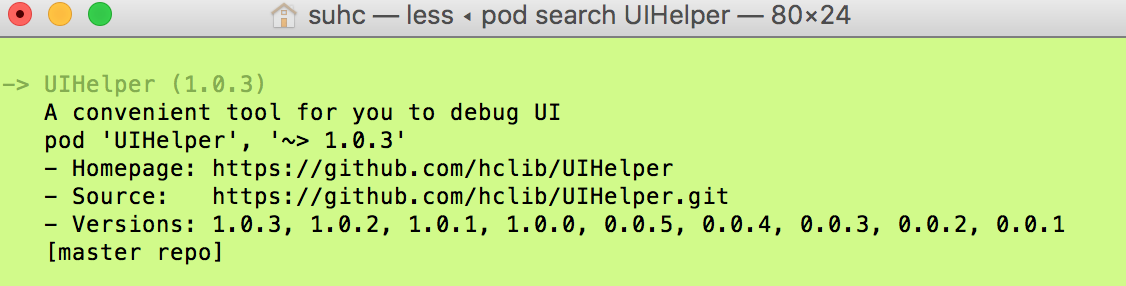 suhc — less ◂ pod search UIHelper — 80×24
-> UIHelper (1.0.3)
A convenient tool for you to debug UI
pod 'UIHelper', '~> 1.0.3'
- Homepage: https://github.com/hclib/UIHelper
- Source:   https://github.com/hclib/UIHelper.git
- Versions: 1.0.3, 1.0.2, 1.0.1, 1.0.0, 0.0.5, 0.0.4, 0.0.3, 0.0.2, 0.0.1
[master repo]